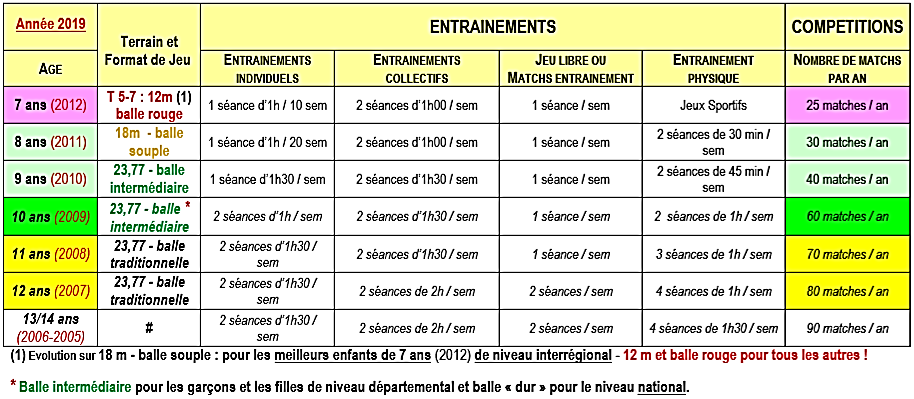 Année 2019
Terrain et
Format de Jeu
ENTRAINEMENTS
COMPETITIONS
AGE
ENTRAINEMENTS
INDIVIDUELS
ENTRAINEMENTS
COLLECTIFS
JEU LIBRE OU
MATCHS ENTRAINEMENT
ENTRAINEMENT
PHYSIQUE
NOMBRE DE MATCHS
PAR AN
7 ans (2012)
T 5-7 : 12m (1)
balle rouge
1 séance d'1h / 10 sem
2 séances d'1h00 / sem
1 séance / sem
Jeux Sportifs
25 matches / an
8 ans (2011)
18m - balle
souple
1 séance d'1h / 20 sem
2 séances d'1h00 / sem
1 séance / sem
2 séances de 30 min /
sem
30 matches / an
9 ans (2010)
23,77 - balle
intermédiaire
1 séance d'1h30 / sem
2 séances d'1h30 / sem
1 séance / sem
2 séances de 45 min /
sem
40 matches / an
10 ans (2009)
23,77 - balle *
intermédiaire
2 séances d'1h / sem
2 séances d'1h30 / sem
1 séance / sem
2 séances de 1h / sem
60 matches / an
11 ans (2008)
23,77 - balle
traditionnelle
2 séances d'1h30 /
sem
2 séances d'1h30 / sem
1 séance / sem
3 séances de 1h / sem
70 matches / an
12 ans (2007)
23,77 - balle
traditionnelle
2 séances d'1h30 /
sem
2 séances de 2h / sem
2 séances / sem
4 séances de 1h / sem
80 matches / an
13/14 ans
(2006-2005)
#
2 séances d'1h30 /
sem
2 séances de 2h / sem
2 séances / sem
4 séances de 1h30 / sem
90 matches / an
(1) Evolution sur 18 m - balle souple : pour les meilleurs enfants de 7 ans (2012) de niveau interrégional - 12 m et balle rouge pour tous les autres !
* Balle intermédiaire pour les garçons et les filles de niveau départemental et balle « dur » pour le niveau national.